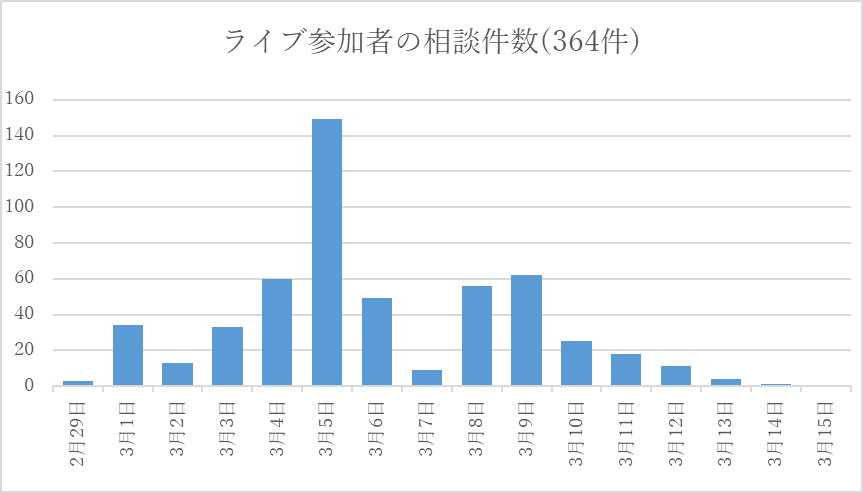 ライブ参加者の相談件数(364件)
160
140
120
100
80
60
40
20
0
2月29日
3月1日
3月2日
3月3日
3月4日
3月5日
3月6日
3月7日
3月8日
3月9日
3月10日
3月11日
3月12日
3月13日
3月14日
3月15日